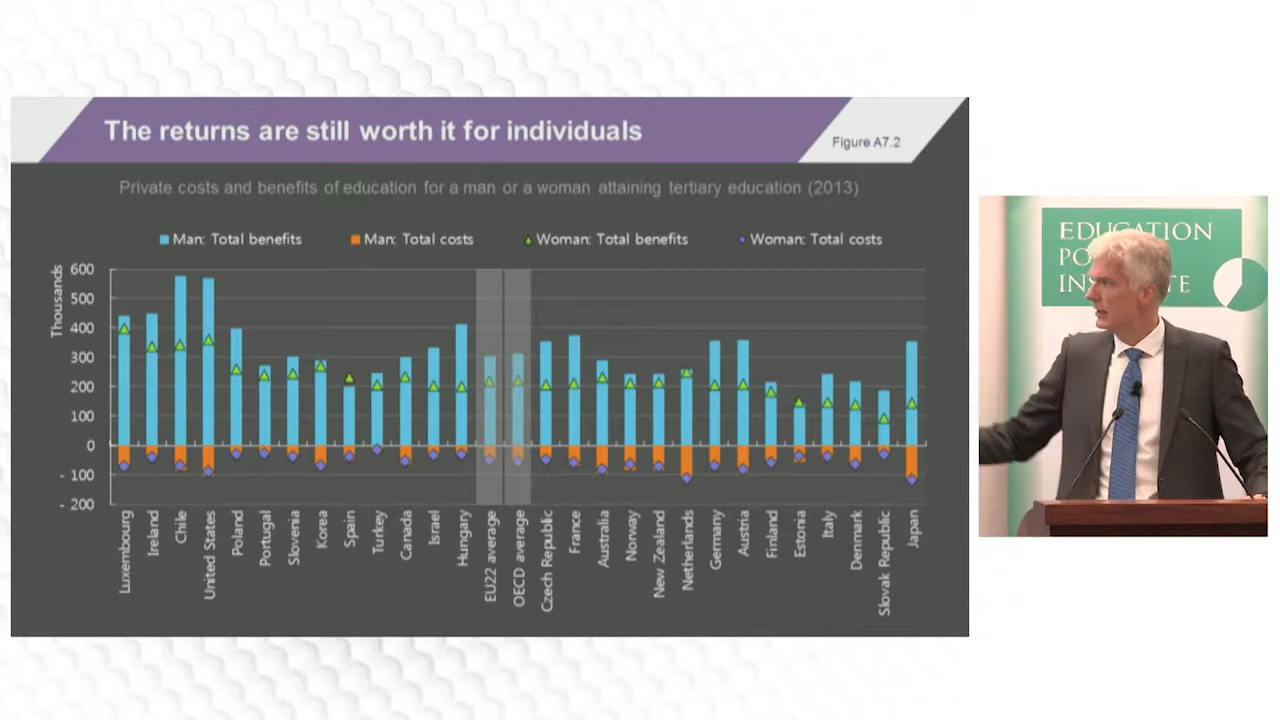 The returns are still worth it for individuals
Figure A7.2
Private costs and benefits of education for a man or a woman attaining tertiary education (2013)
Man: Total benefits
Man: Total costs
Woman: Total benefits
Woman: Total costs
Thousands
600
500
400
300
200
100
0
- 100
- 200
Luxembourg
Ireland
Chile
United States
Poland
Portugal
Slovenia
Korea
Spain
Turkey
Canada
Israel
Hungary
EU22 average
OECD average
Czech Republic
France
Australia
Norway
New Zealand
Netherlands
Germany
Austria
Finland
Estonia
Italy
Denmark
Slovak Republic
Japan
EDUCATION
PO
INS TE